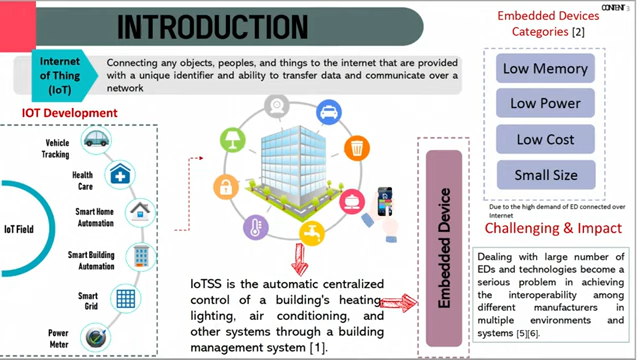 CONTENT 3
INTRODUCTION
Internet
of Thing
(IoT)
Connecting any objects, peoples, and things to the internet that are provided
with a unique identifier and ability to transfer data and communicate over a
network
IOT Development
IoT Field
Vehicle
Tracking
Health
Care
Smart Home
Automation
Smart Building
Automation
Smart
Grid
Power
Meter
IoTSS is the automatic centralized
control of a building's heating,
lighting, air conditioning, and
other systems through a building
management system [1].
Embedded Device
Embedded Devices
Categories [2]
Low Memory
Low Power
Low Cost
Small Size
Due to the high demand of ED connected over
Internet
Challenging & Impact
Dealing with large number of
EDs and technologies become a
serious problem in achieving
the interoperability among
different manufacturers in
multiple environments and
systems [5][6].